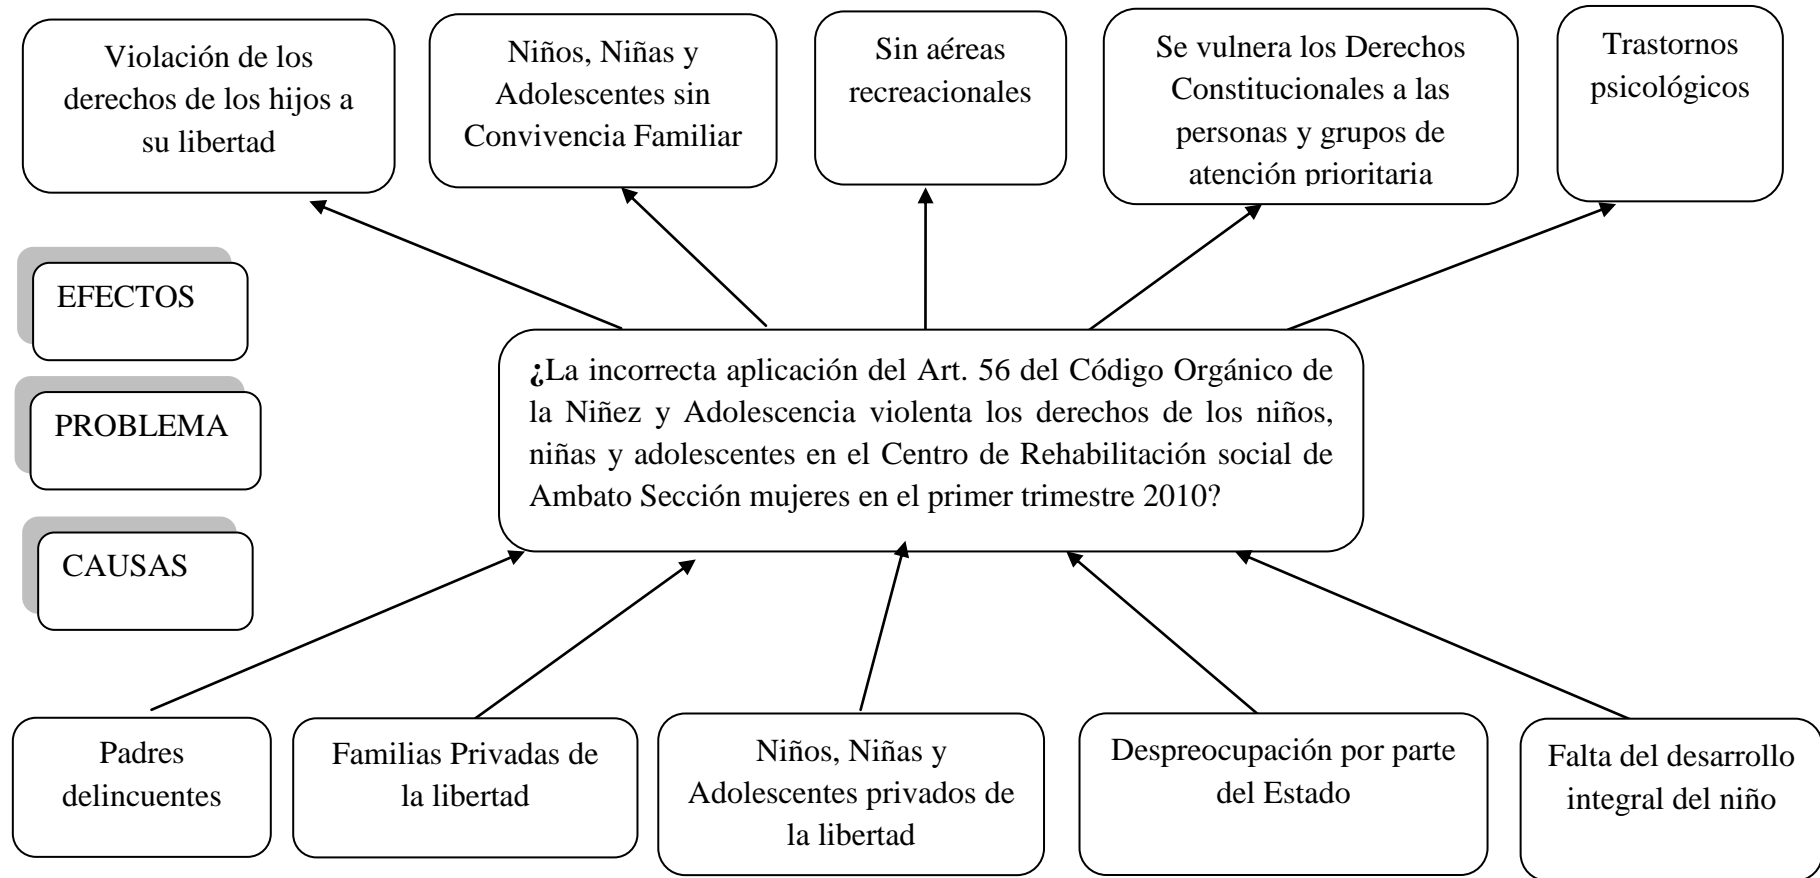 Violación de los
derechos de los hijos a
su libertad
Niños, Niñas y
Adolescentes sin
Convivencia Familiar
Sin aéreas
recreacionales
Se vulnera los Derechos
Constitucionales a las
personas y grupos de
atención prioritaria
Trastornos
psicológicos
EFECTOS
PROBLEMA
CAUSAS
¿La incorrecta aplicación del Art. 56 del Código Orgánico de
la Niñez y Adolescencia violenta los derechos de los niños,
niñas y adolescentes en el Centro de Rehabilitación social de
Ambato Sección mujeres en el primer trimestre 2010?
Padres
delincuentes
Familias Privadas de
la libertad
Niños, Niñas y
Adolescentes privados de
la libertad
Despreocupación por parte
del Estado
Falta del desarrollo
integral del niño